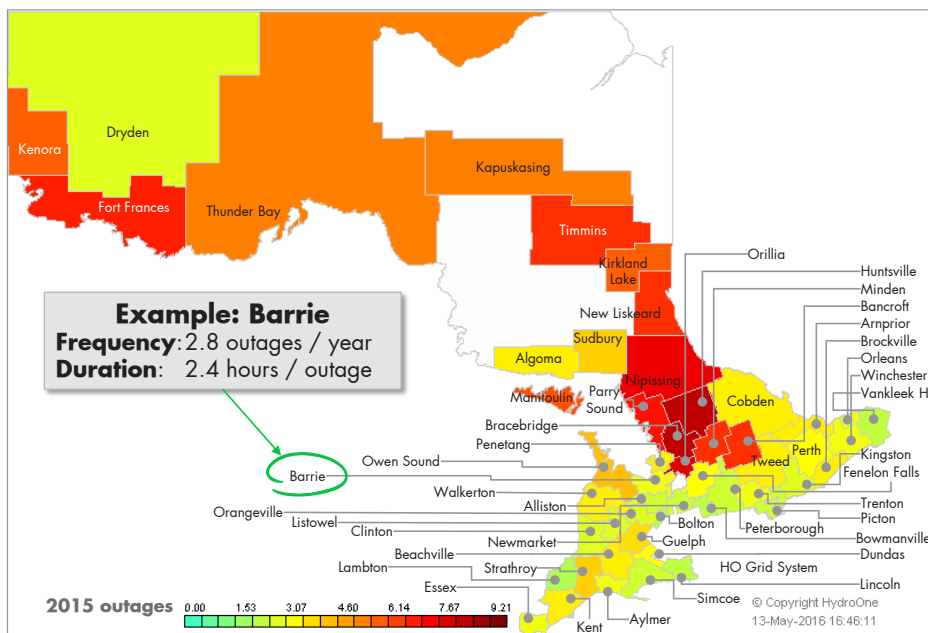 Dryden
Kenora
Fort Frances
Thunder Bay
Kapuskasing
Timmins
Kirkland
Lake
New Liskeard
Sudbury
Algoma
Manitoulin
Nipissing
Parry
Sound
Cobden
Perth
Tweed
Example: Barrie
Frequency: 2.8 outages / year
Duration: 2.4 hours / outage
Orillia
Huntsville
Minden
Bancroft
Arnprior
Brockville
Orleans
Winchester
Vankleek H
Kingston
Fenelon Falls
Trenton
Picton
Peterborough
Bowmanville
Dundas
HO Grid System
Lincoln
Simcoe
Bracebridge
Penetang
Owen Sound
Barrie
Walkerton
Alliston
Orangeville
Listowel
Clinton
Newmarket
Bolton
Guelph
Beachville
Lambton
Strathroy
Essex
Kent
Aylmer
2015 outages
0.00 1.53 3.07 4.60 6.14 7.67 9.21
© Copyright HydroOne
13-May-2016 16:46:11